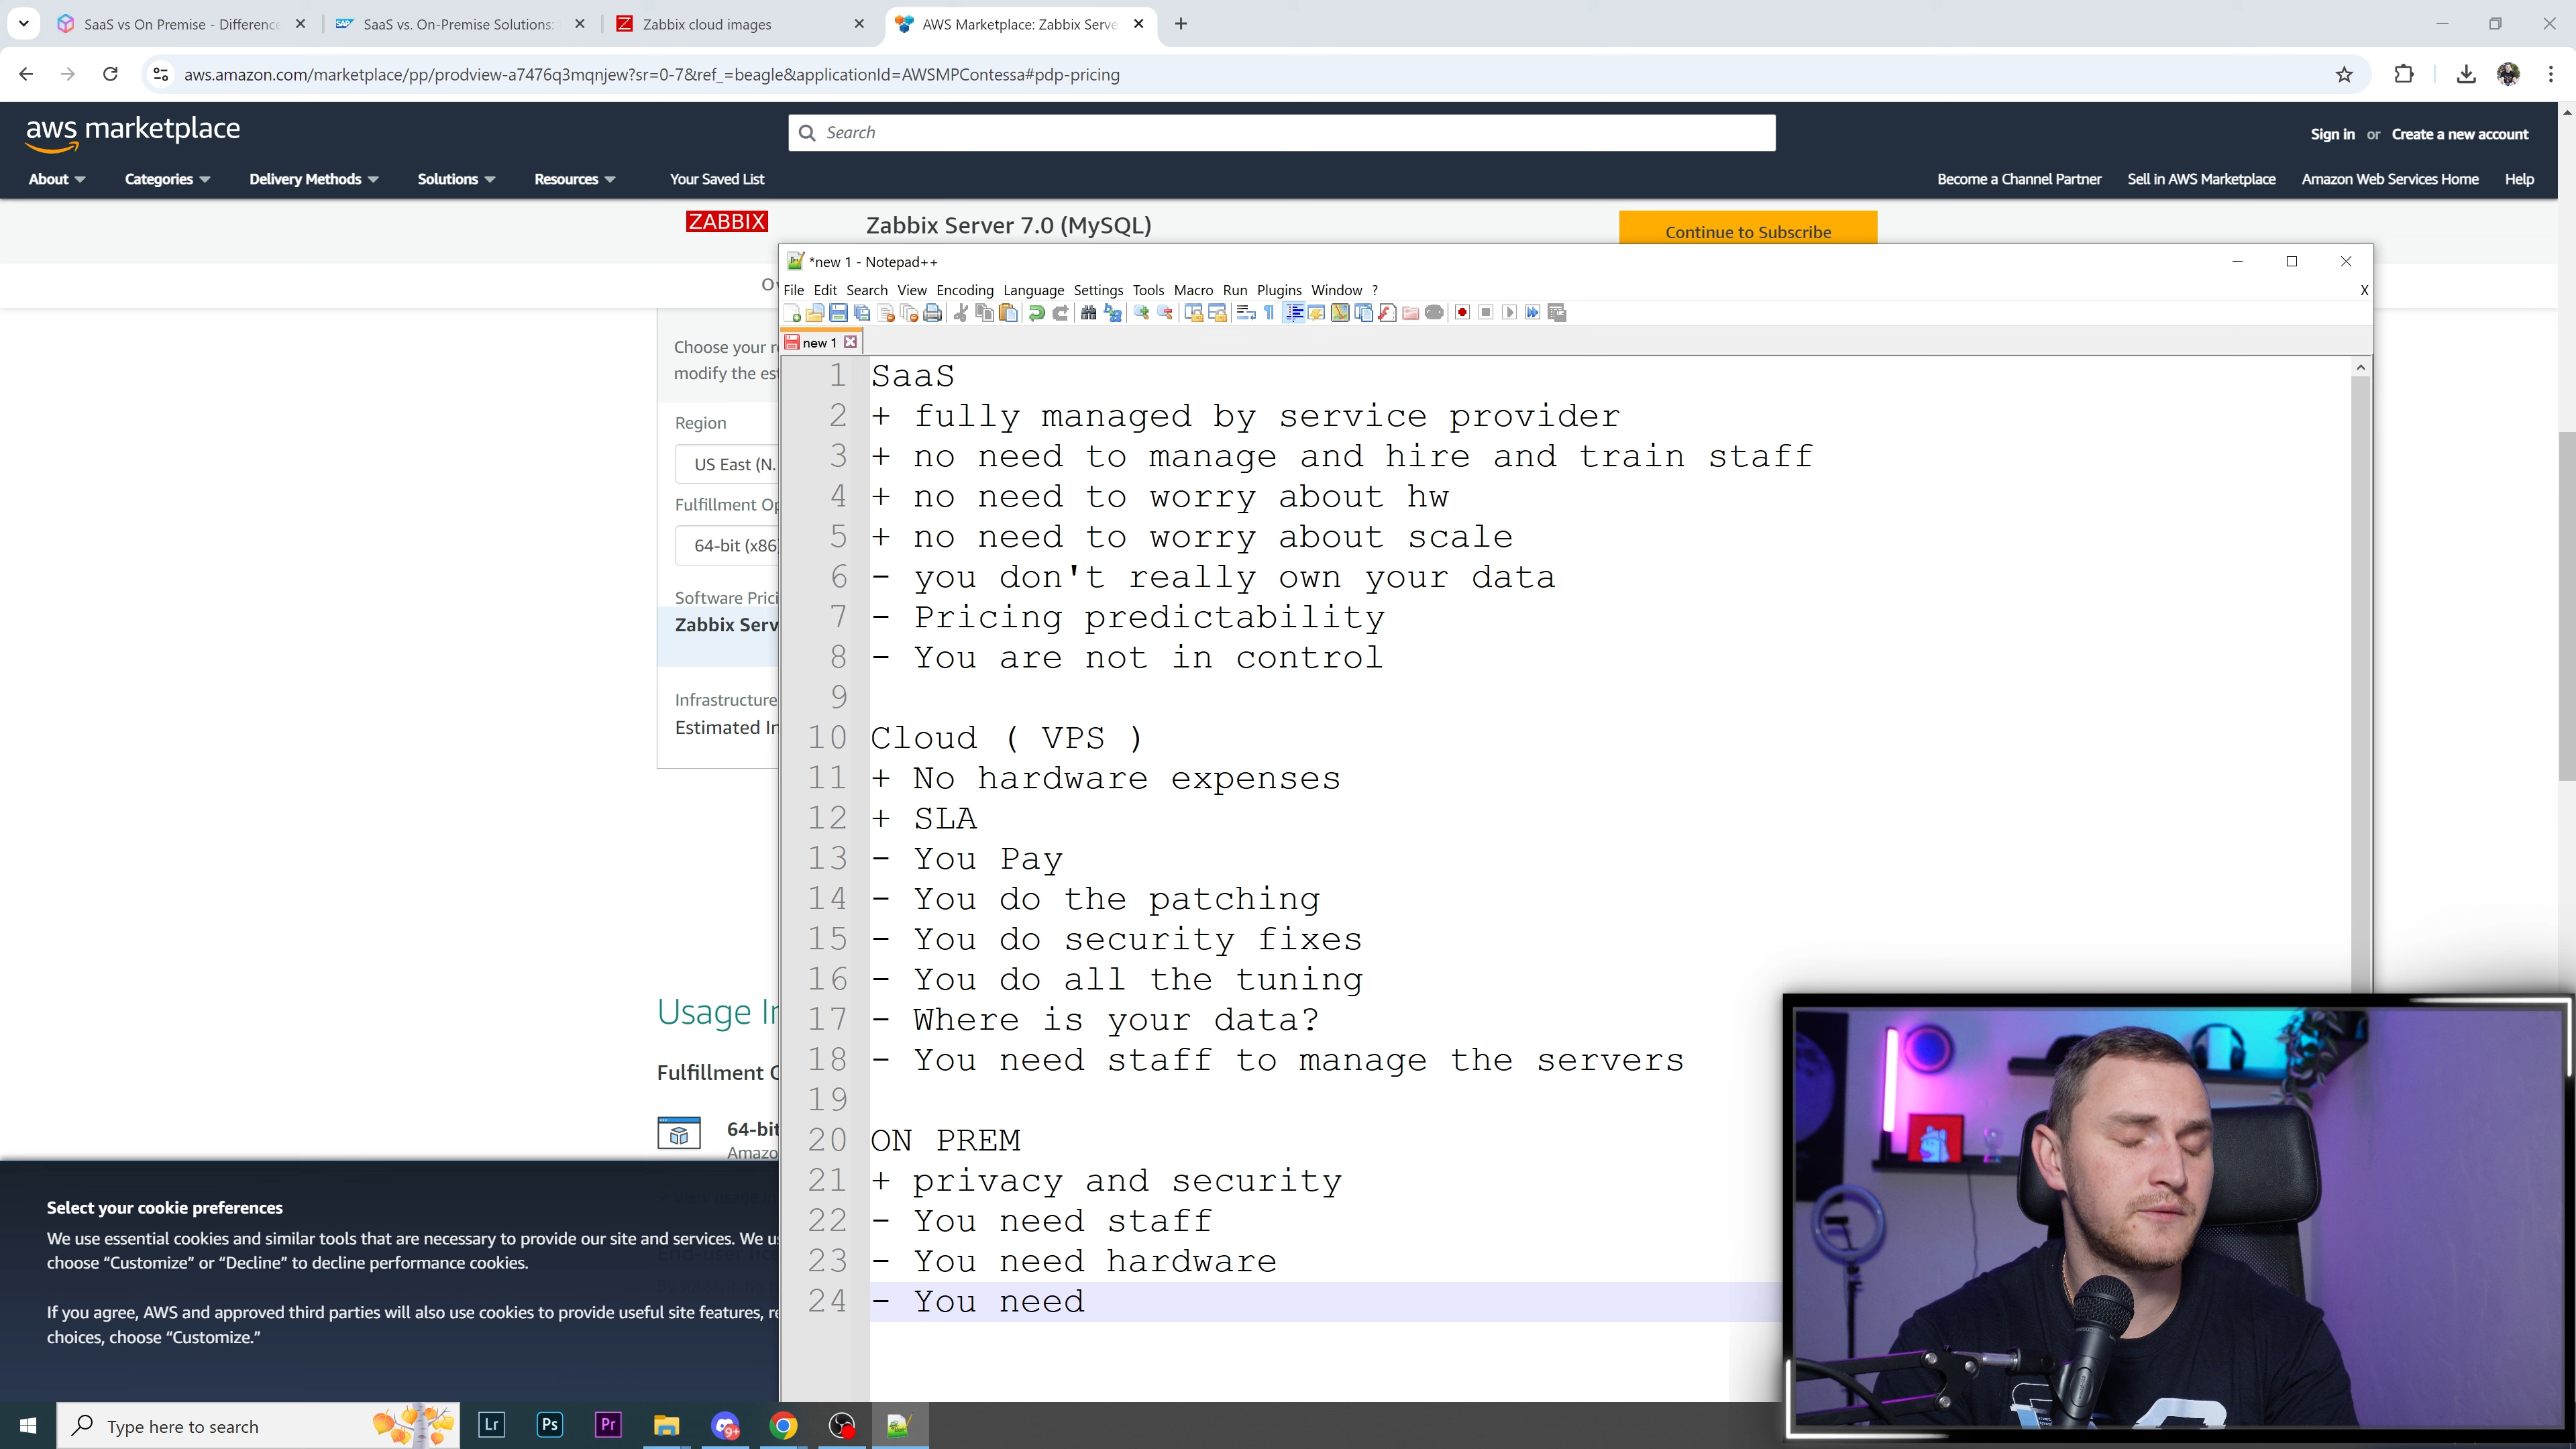 SaaS vs On Premise - Difference
SaaS vs. On-Premise Solutions:
Zabbix cloud images
AWS Marketplace: Zabbix Serve
aws.amazon.com/marketplace/pp/prodview-a7476q3mqnjew?sr=0-7&ref_=beagle&applicationId=AWSMPContessa#pdp-pricing
aws marketplace
Search
Sign in or Create a new account
About Categories Delivery Methods Solutions Resources Your Saved List
Become a Channel Partner Sell in AWS Marketplace Amazon Web Services Home Help
ZABBIX
Zabbix Server 7.0 (MySQL)
Continue to Subscribe
*new 1 - Notepad++
File Edit Search View Encoding Language Settings Tools Macro Run Plugins Window ?
X
new 1
1 SaaS
2 + fully managed by service provider
3 + no need to manage and hire and train staff
4 + no need to worry about hw
5 + no need to worry about scale
6 - you don't really own your data
7 - Pricing predictability
8 - You are not in control
9
10 Cloud ( VPS )
11 + No hardware expenses
12 + SLA
13 - You Pay
14 - You do the patching
15 - You do security fixes
16 - You do all the tuning
17 - Where is your data?
18 - You need staff to manage the servers
19
20 ON PREM
21 + privacy and security
22 - You need staff
23 - You need hardware
24 - You need
Choose your
modify the
Region
US East (N.
Fulfillment
64-bit (x86
Software
Zabbix
Infrastructure
Estimated
Usage
Fulfillment
64-bit
Select your cookie preferences
We use essential cookies and similar tools that are necessary to provide our site and services. We
choose “Customize” or “Decline” to decline performance cookies.
If you agree, AWS and approved third parties will also use cookies to provide useful site features,
choices, choose “Customize.”
Type here to search
Lr
Ps
Pr
9+